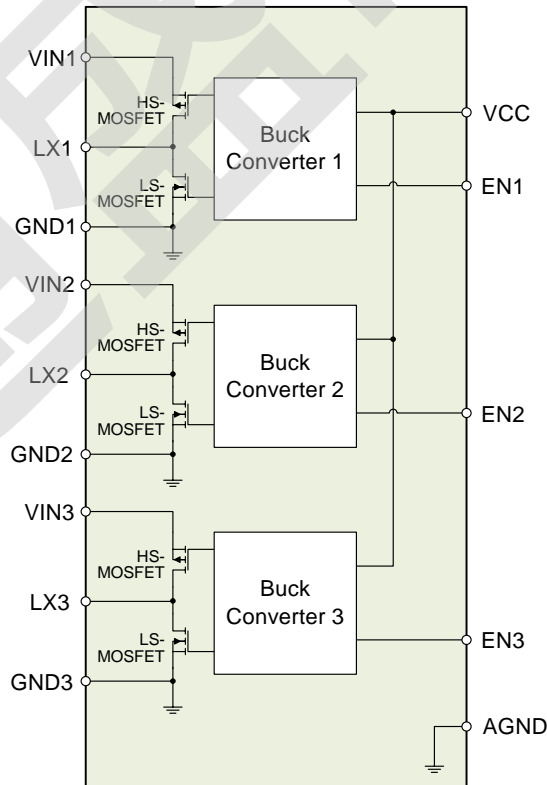 VIN1
HS-
MOSFET
LX1
LS-
MOSFET
GND1
Buck
Converter 1
VCC
EN1
VIN2
HS-
MOSFET
LX2
LS-
MOSFET
GND2
Buck
Converter 2
EN2
VIN3
HS-
MOSFET
LX3
LS-
MOSFET
GND3
Buck
Converter 3
EN3
AGND